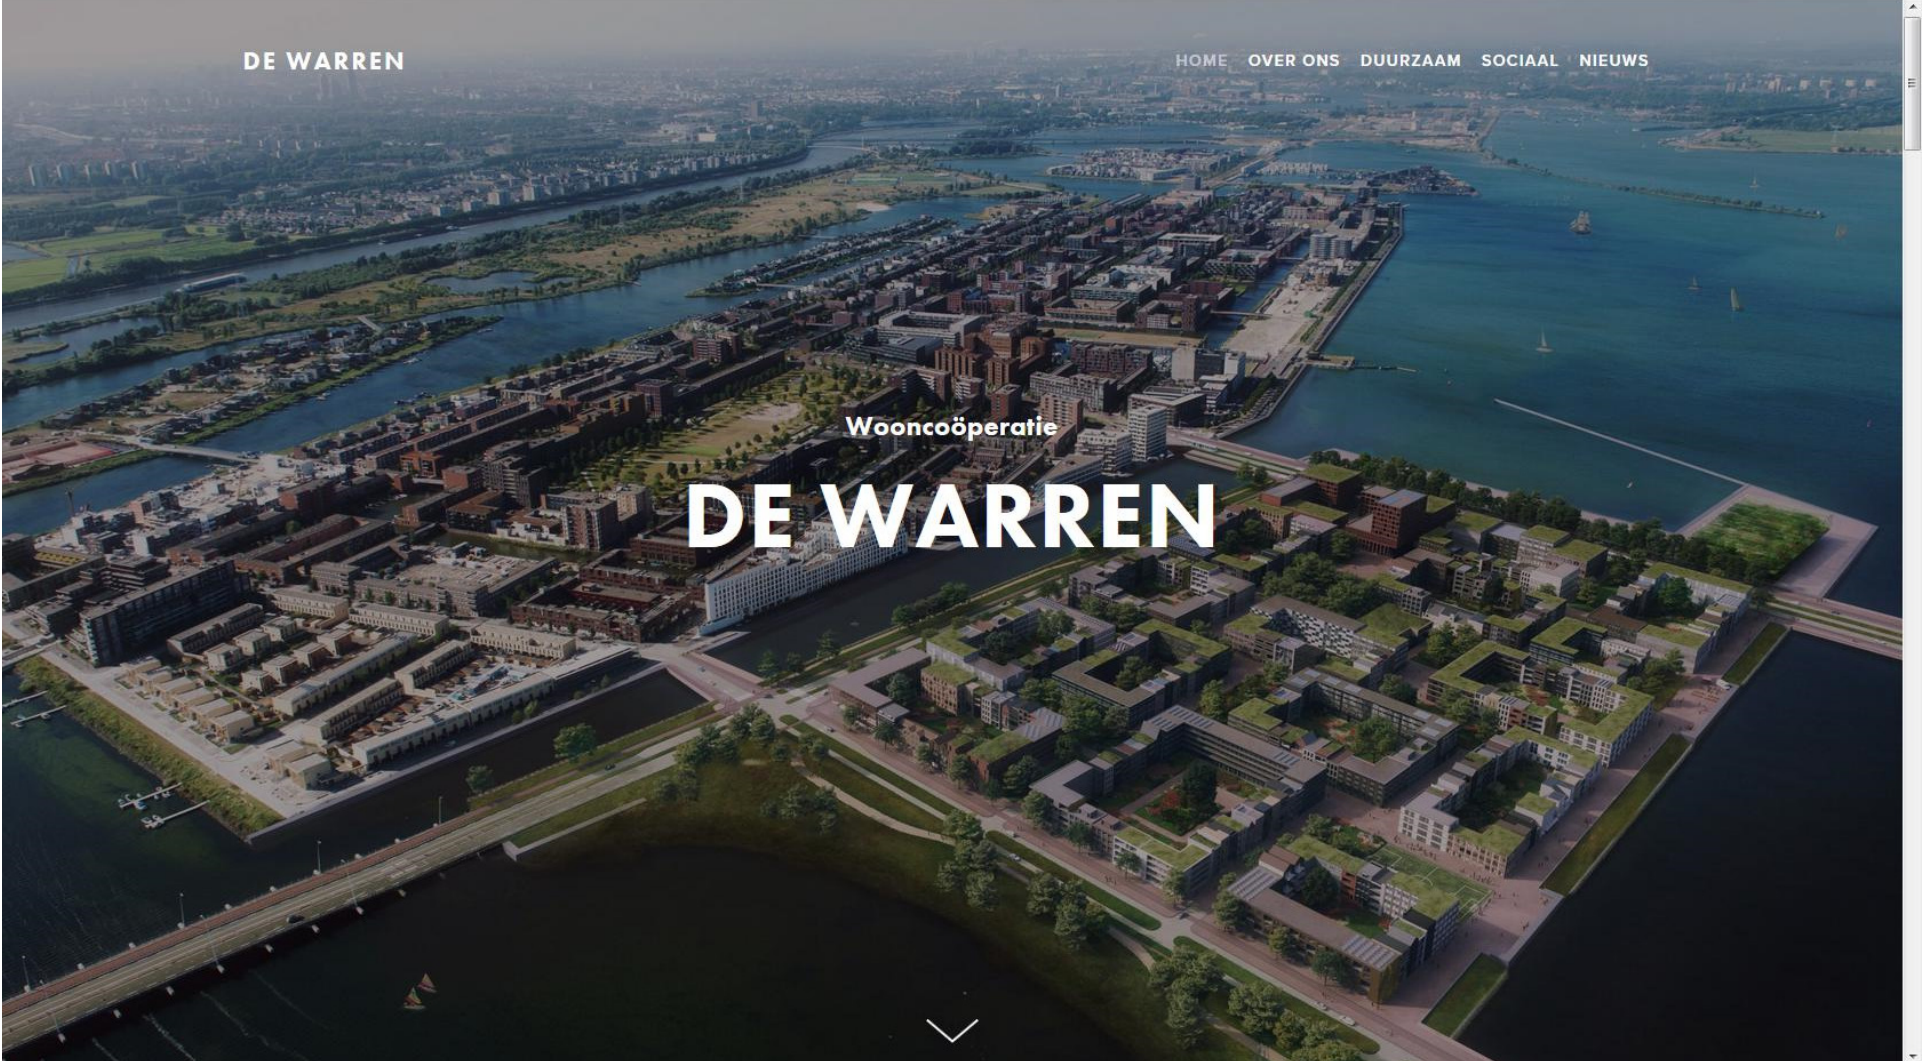 DE WARREN
HOME OVER ONS DUURZAAM SOCIAAL NIEUWS
Wooncoöperatie
DE WARREN